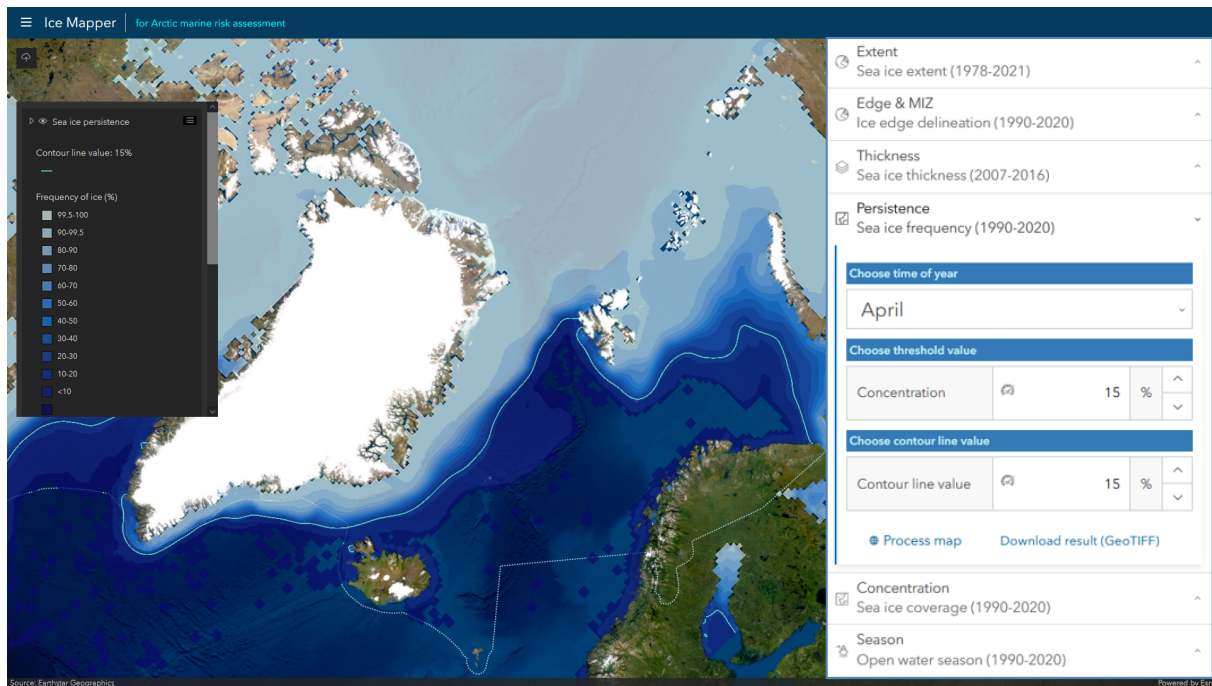 Ice Mapper
for Arctic marine risk assessment
Sea ice persistence
Contour line value: 15%
Frequency of ice (%)
99.5-100
90-99.5
80-90
70-80
60-70
50-60
40-50
30-40
20-30
10-20
<10
Extent
Sea ice extent (1978-2021)
Edge & MIZ
Ice edge delineation (1990-2020)
Thickness
Sea ice thickness (2007-2016)
Persistence
Sea ice frequency (1990-2020)
Choose time of year
April
Choose threshold value
Concentration 15 %
Choose contour line value
Contour line value 15 %
Process map Download result (GeoTIFF)
Concentration
Sea ice coverage (1990-2020)
Season
Open water season (1990-2020)
Source: Earthstar Geographics
Powered by Esri